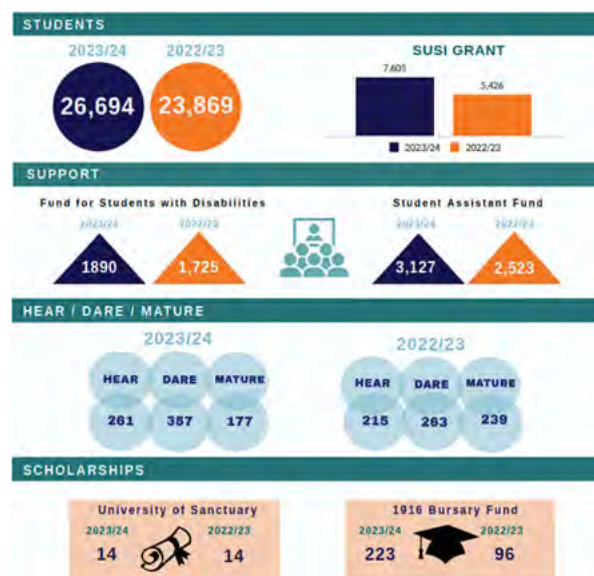 STUDENTS
2023/24 2022/23 SUSI GRANT
26,694 23,869
7,605
5,426
2023/24 2022/23
SUPPORT
Fund for Students with Disabilities Student Assistant Fund
2023/24 2022/23 2023/24 2022/23
1890 1,725 3,127 2,523
HEAR / DARE / MATURE
2023/24 2022/23
HEAR DARE MATURE HEAR DARE MATURE
261 357 177 215 263 239
SCHOLARSHIPS
University of Sanctuary 1916 Bursary Fund
2023/24 2022/23 2023/24 2022/23
14 14 223 96